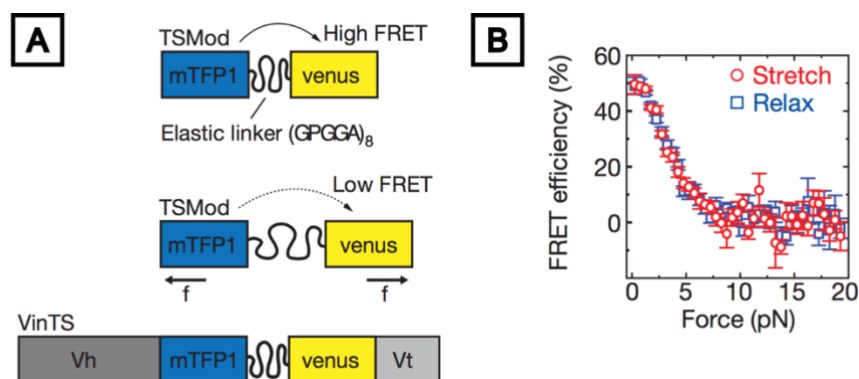 A
TSMod
High FRET
mTFP1
venus
Elastic linker (GPGGA)8
TSMod
Low FRET
mTFP1
venus
f
f
VinTS
Vh
mTFP1
venus
Vt
B
60
40
20
0
FRET efficiency (%)
Stretch
Relax
0
5
10
15
20
Force (pN)